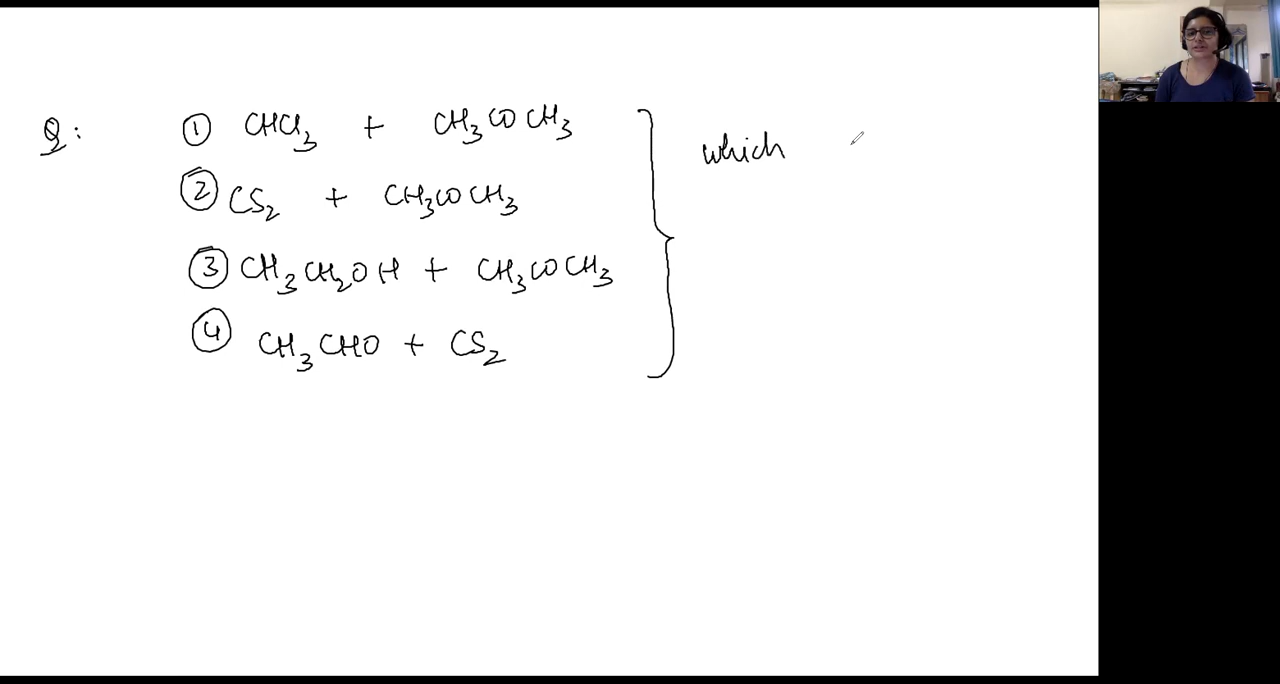 Q: ① CHCl₃ + CH₃COCH₃
② CS₂ + CH₃COCH₃
③ CH₃CH₂OH + CH₃COCH₃
④ CH₃CHO + CS₂
which